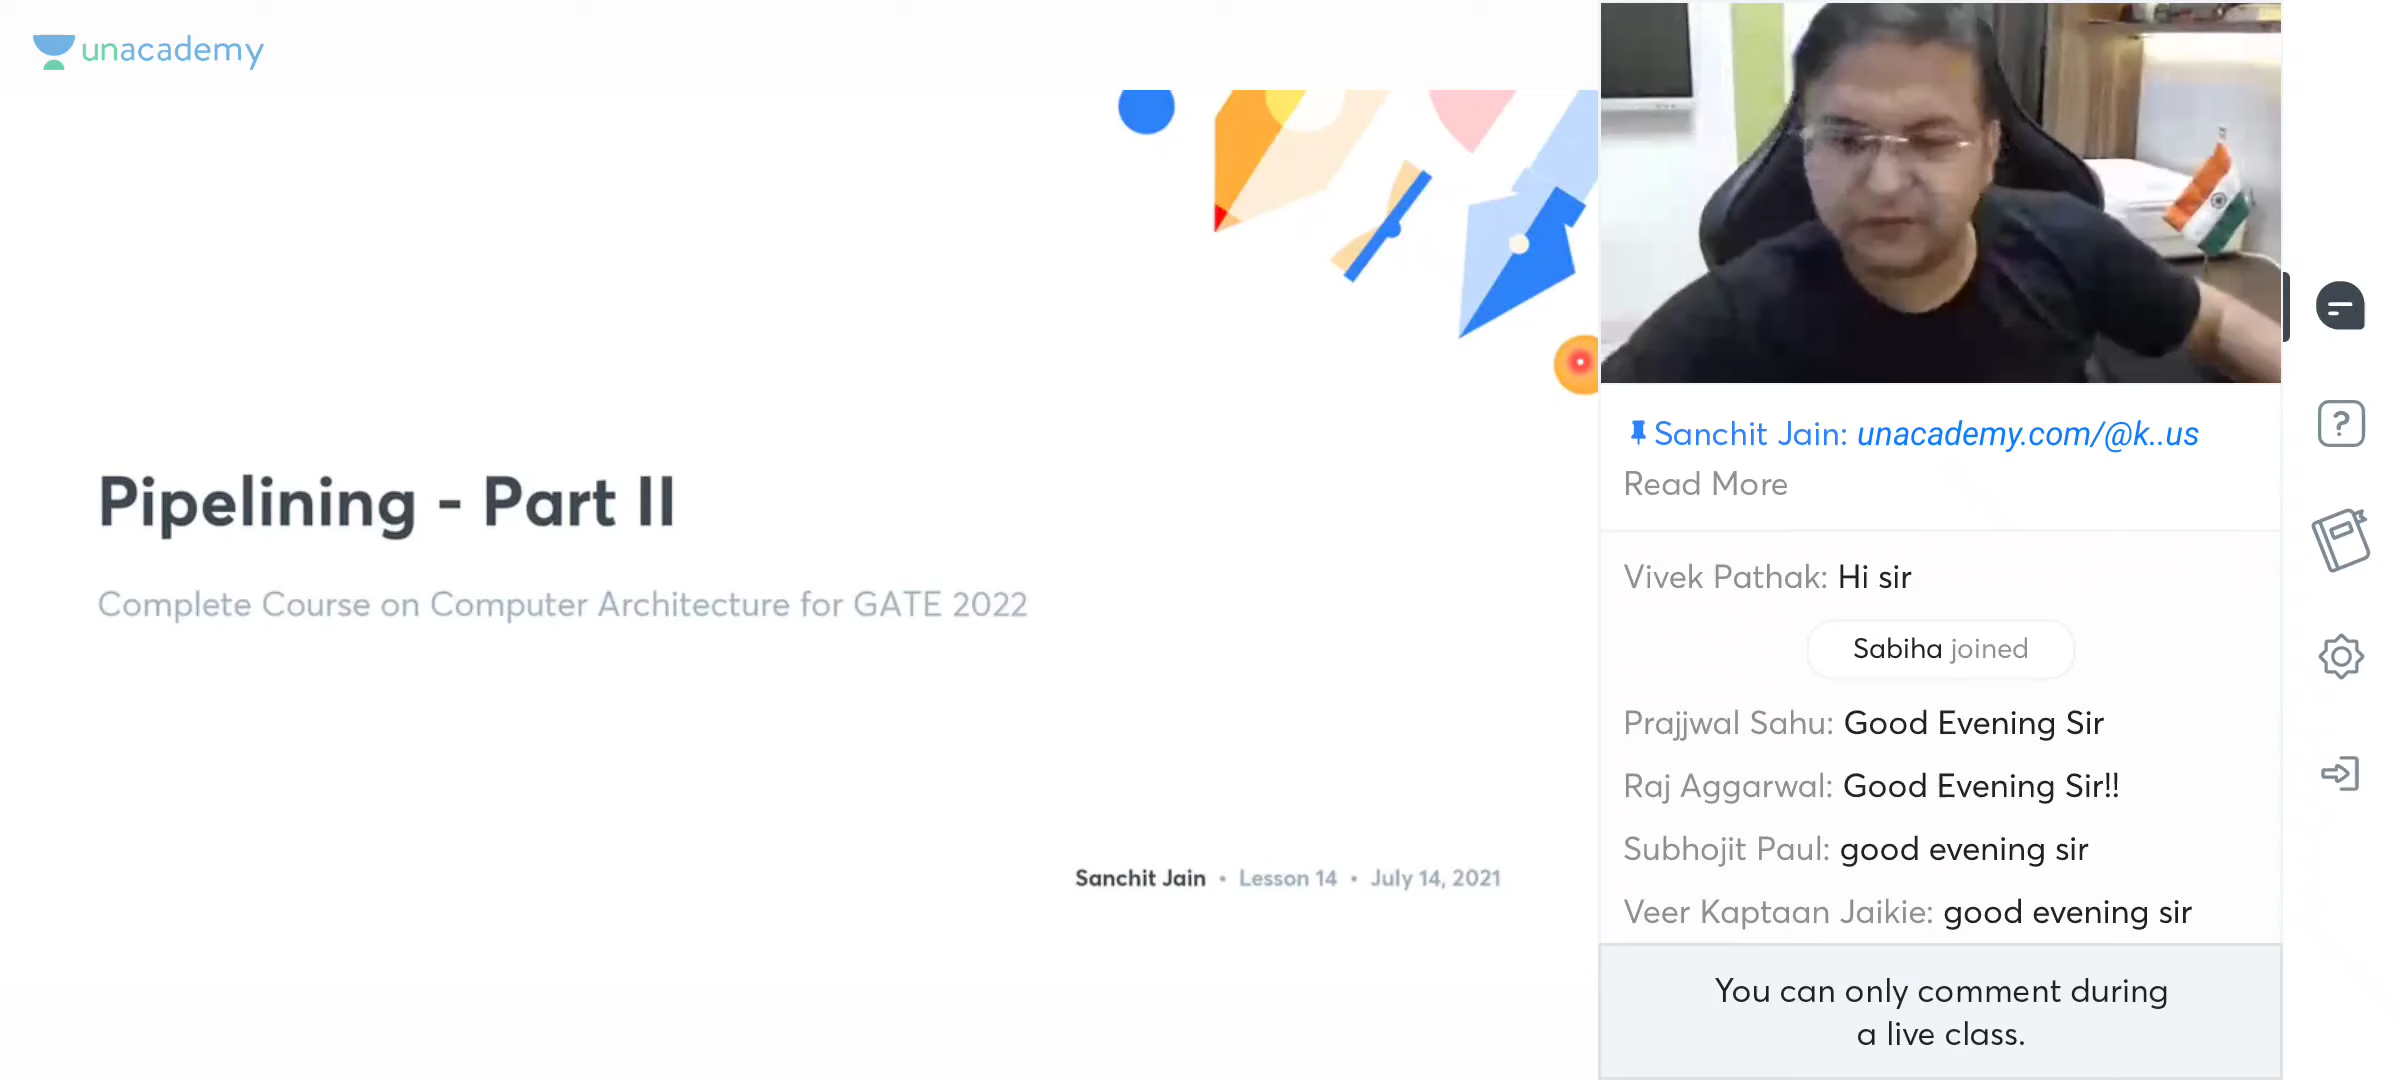 unacademy
Pipelining - Part II
Complete Course on Computer Architecture for GATE 2022
Sanchit Jain • Lesson 14 • July 14, 2021
Sanchit Jain: unacademy.com/@k..us
Read More
Vivek Pathak: Hi sir
Sabiha joined
Prajjwal Sahu: Good Evening Sir
Raj Aggarwal: Good Evening Sir!!
Subhojit Paul: good evening sir
Veer Kaptaan Jaikie: good evening sir
You can only comment during
a live class.